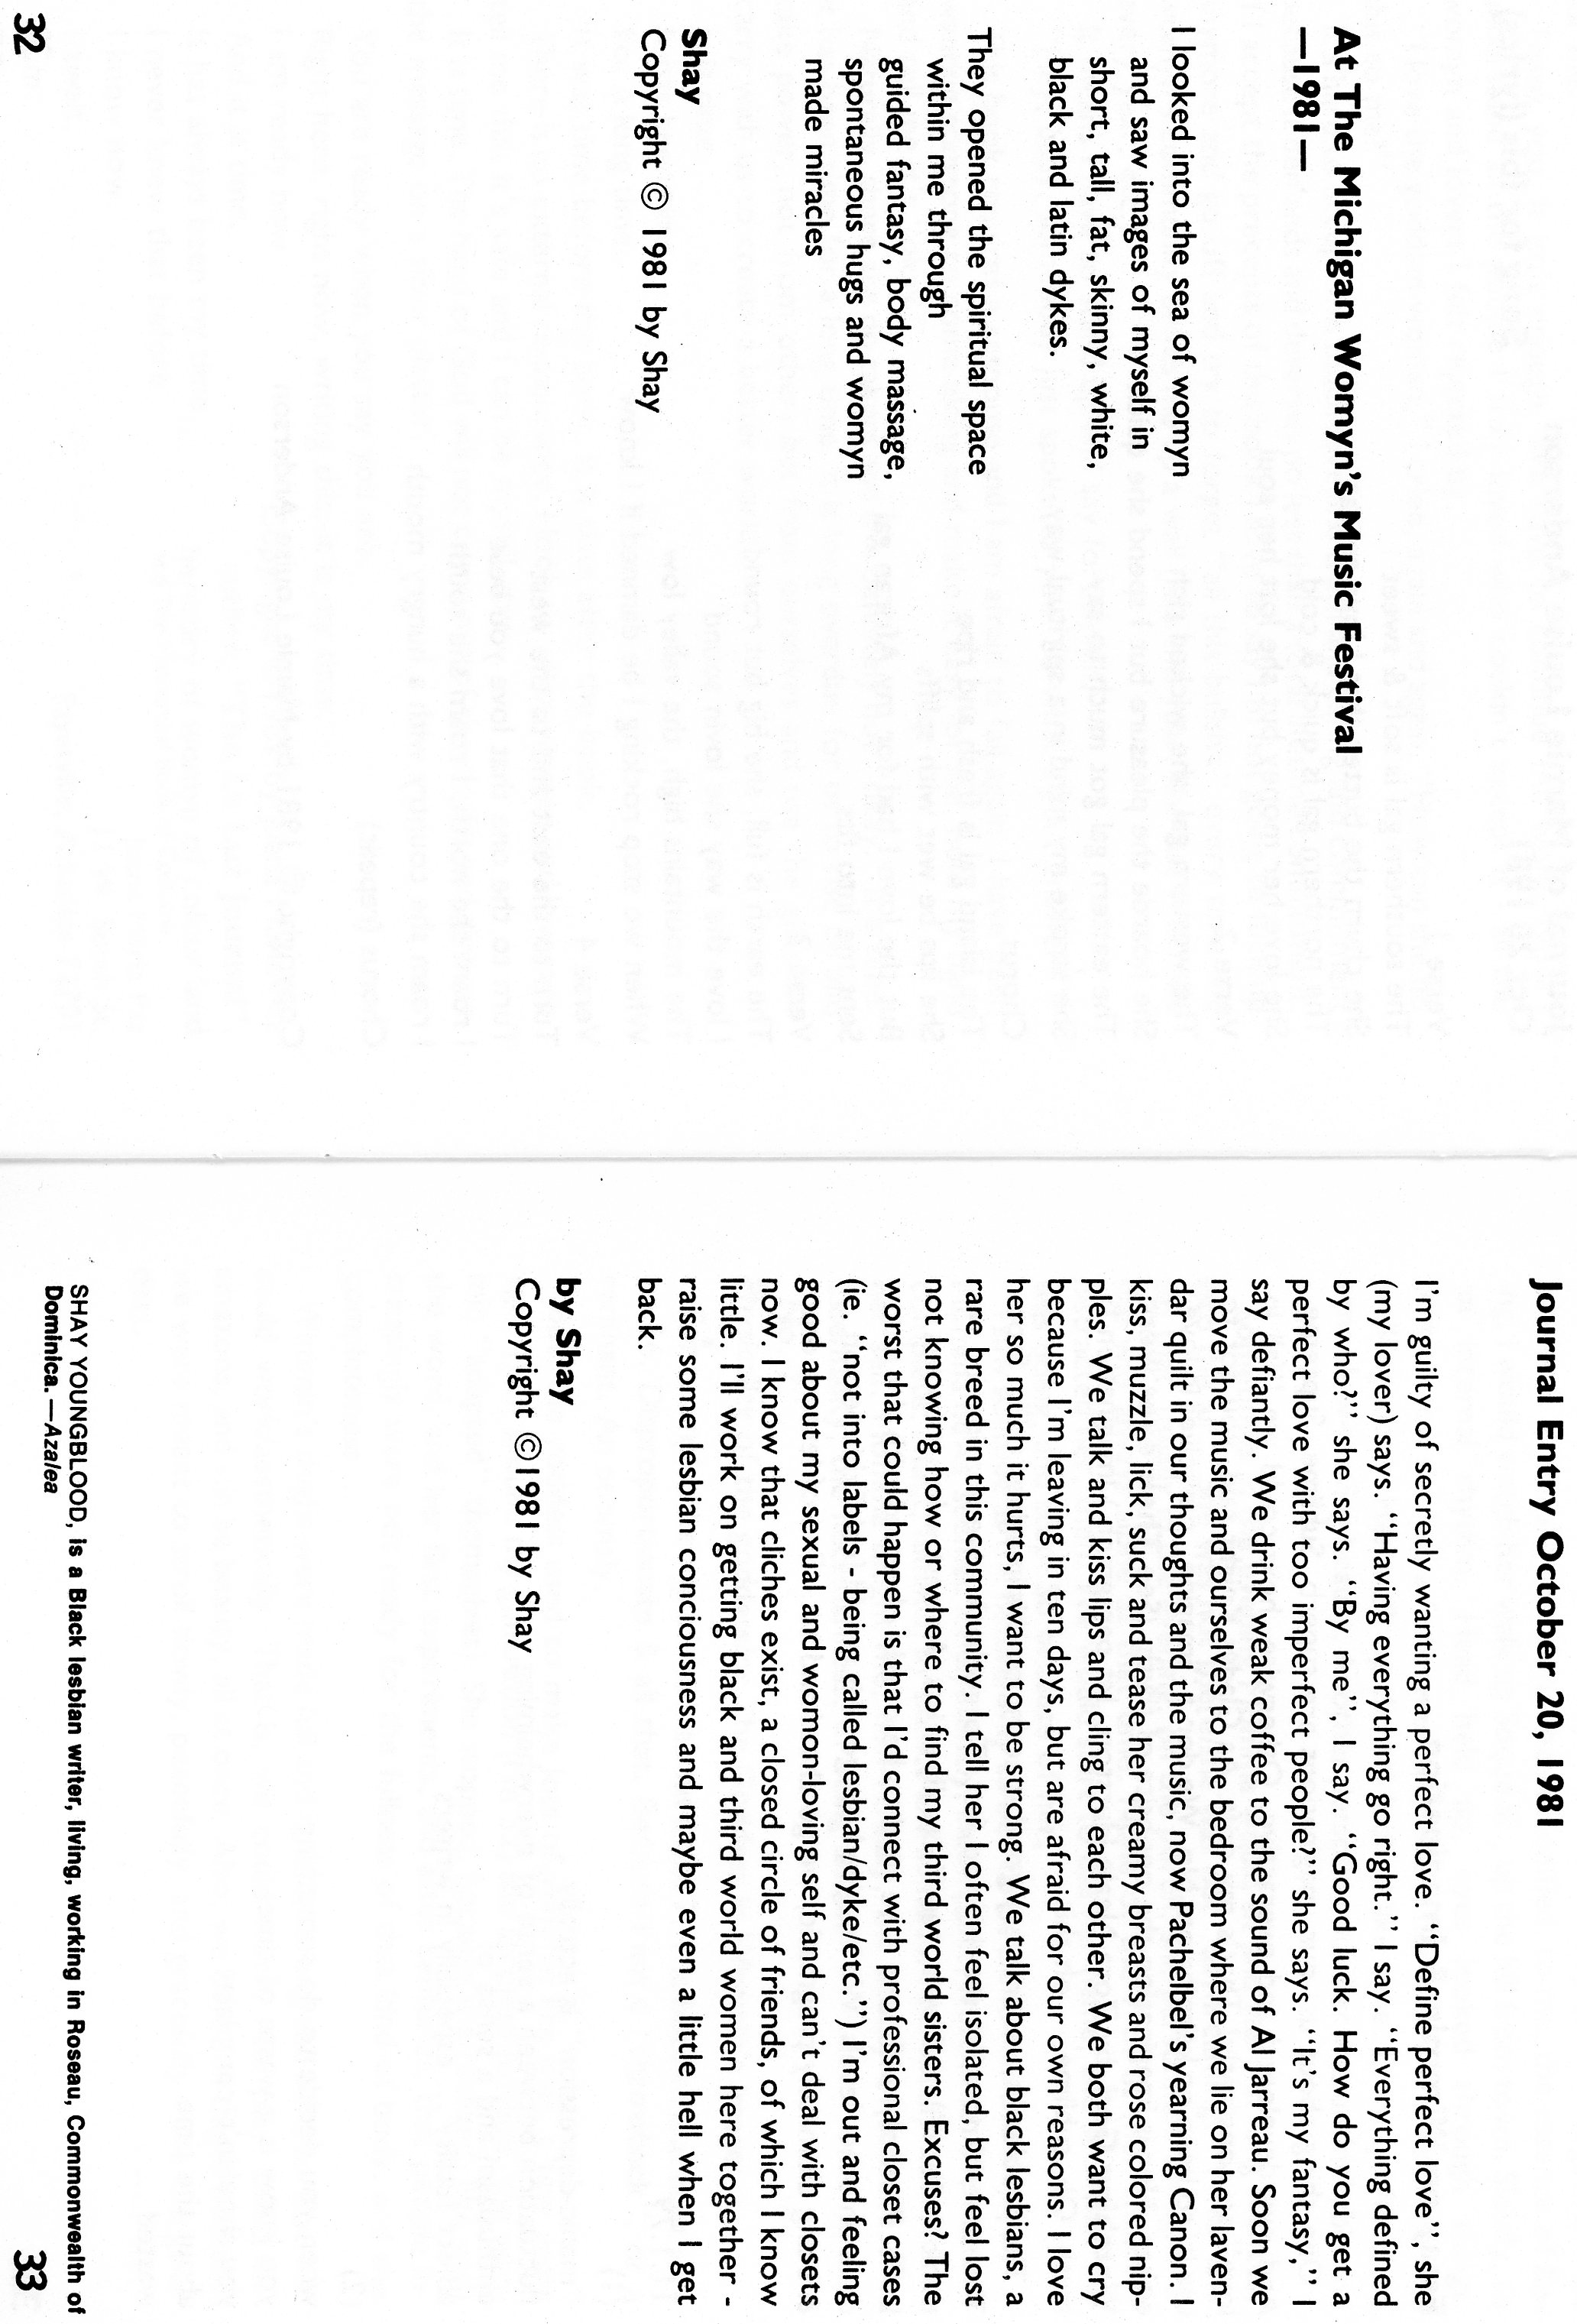 At The Michigan Womyn's Music Festival
—1981—
I looked into the sea of womyn
and saw images of myself in
short, tall, fat, skinny, white,
black and latin dykes.
They opened the spiritual space
within me through
guided fantasy, body massage,
spontaneous hugs and womyn
made miracles
Shay
Copyright © 1981 by Shay
32
Journal Entry October 20, 1981
I'm guilty of secretly wanting a perfect love. "Define perfect love", she
(my lover) says. "Having everything go right." I say. "Everything defined
by who?" she says. "By me", I say. "Good luck. How do you get a
perfect love with too imperfect people?" she says. "It's my fantasy," I
say defiantly. We drink weak coffee to the sound of Al Jarreau. Soon we
move the music and ourselves to the bedroom where we lie on her laven-
dar quilt in our thoughts and the music, now Pachelbel's yearning Canon. I
kiss, muzzle, lick, suck and tease her creamy breasts and rose colored nip-
ples. We talk and kiss lips and cling to each other. We both want to cry
because I'm leaving in ten days, but are afraid for our own reasons. I love
her so much it hurts, I want to be strong. We talk about black lesbians, a
rare breed in this community. I tell her I often feel isolated, but feel lost
not knowing how or where to find my third world sisters. Excuses? The
worst that could happen is that I'd connect with professional closet cases
(ie. "not into labels - being called lesbian/dyke/etc.") I'm out and feeling
good about my sexual and womon-loving self and can't deal with closets
now. I know that cliches exist, a closed circle of friends, of which I know
little. I'll work on getting black and third world women here together -
raise some lesbian conciousness and maybe even a little hell when I get
back.
by Shay
Copyright ©1981 by Shay
SHAY YOUNGBLOOD, is a Black lesbian writer, living, working in Roseau, Commonwealth of
Dominica. —Azalea
33